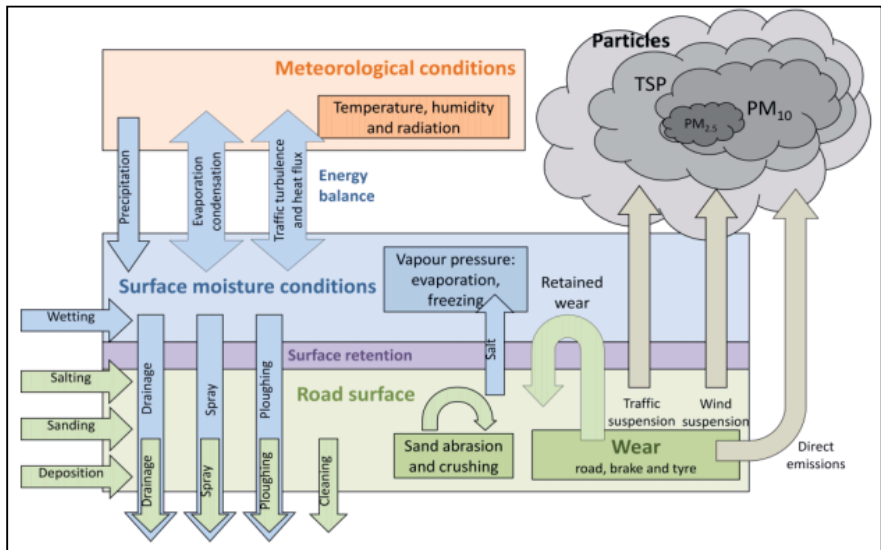 Particles
TSP
PM10
PM2.5
Meteorological conditions
Temperature, humidity
and radiation
Precipitation
Evaporation
condensation
Traffic turbulence
and heat flux
Energy
balance
Surface moisture conditions
Vapour pressure:
evaporation,
freezing
Retained
wear
Wetting
Surface retention
Salt
Salting
Sanding
Deposition
Drainage
Spray
Ploughing
Road surface
Traffic
suspension
Wind
suspension
Sand abrasion
and crushing
Wear
road, brake and tyre
Direct
emissions
Drainage
Spray
Ploughing
Cleaning